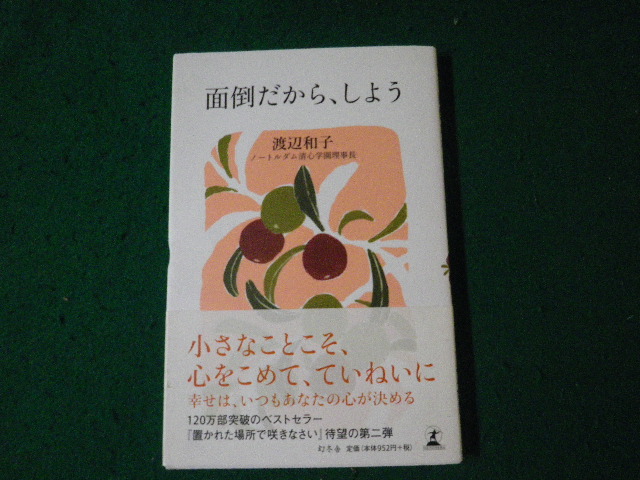 面倒だから、しよう
渡辺和子
ノートルダム清心学園理事長
小さなことこそ、
心をこめて、ていねいに
幸せは、いつもあなたの心が決める
120万部突破のベストセラー
『置かれた場所で咲きなさい』待望の第二弾
幻冬舎 定価(本体952円+税)